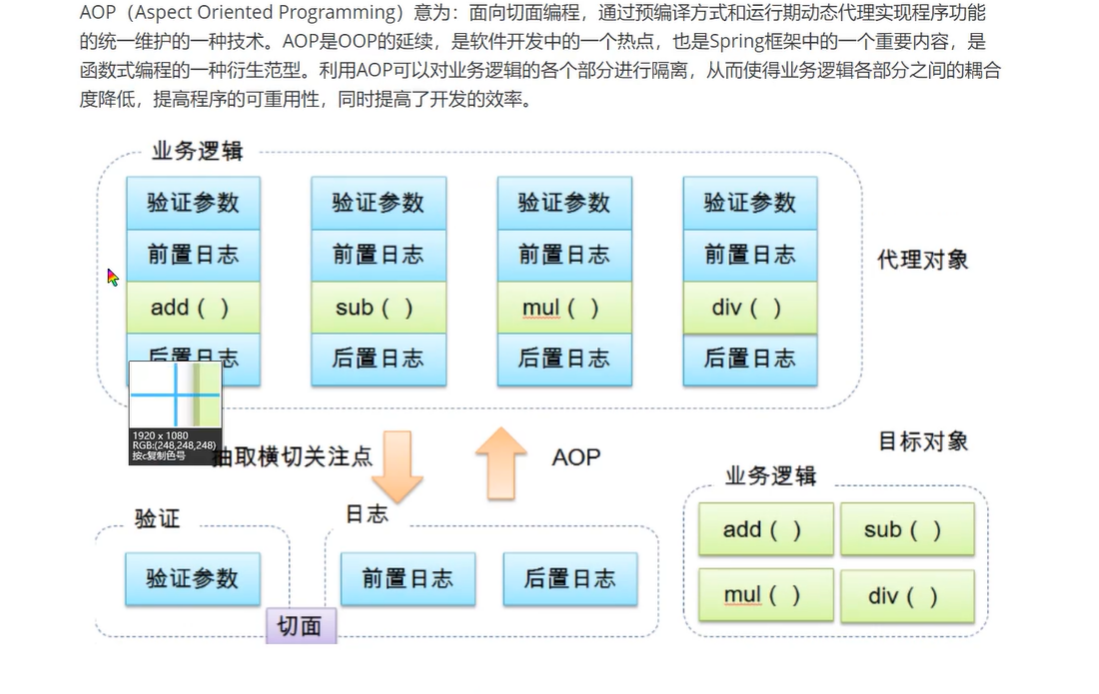 AOP（Aspect Oriented Programming）意为：面向切面编程，通过预编译方式和运行期动态代理实现程序功能
的统一维护的一种技术。AOP是OOP的延续，是软件开发中的一个热点，也是Spring框架中的一个重要内容，是
函数式编程的一种衍生范型。利用AOP可以对业务逻辑的各个部分进行隔离，从而使得业务逻辑各部分之间的耦合
度降低，提高程序的可重用性，同时提高了开发的效率。
业务逻辑
验证参数 验证参数 验证参数 验证参数
前置日志 前置日志 前置日志 前置日志
代理对象
add ( ) sub ( ) mul ( ) div ( )
后置日志 后置日志 后置日志 后置日志
1920 x 1080
RGB:(248,248,248)
按c复制色号
抽取横切关注点 AOP
目标对象
业务逻辑
验证 日志
add ( ) sub ( )
验证参数 前置日志 后置日志
mul ( ) div ( )
切面